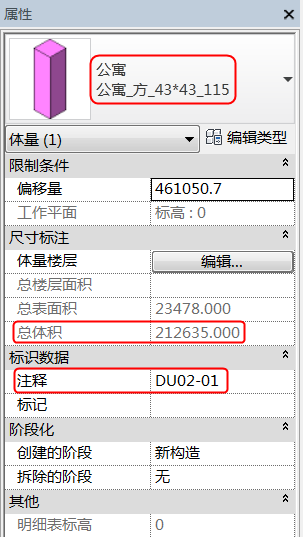 属性
公寓
公寓_方_43*43_115
体量 (1)
编辑类型
限制条件
偏移量 461050.7
工作平面 标高 : 0
尺寸标注
体量楼层 编辑...
总楼层面积
总表面积 23478.000
总体积 212635.000
标识数据
注释 DU02-01
标记
阶段化
创建的阶段 新构造
拆除的阶段 无
其他
明细表标高 0